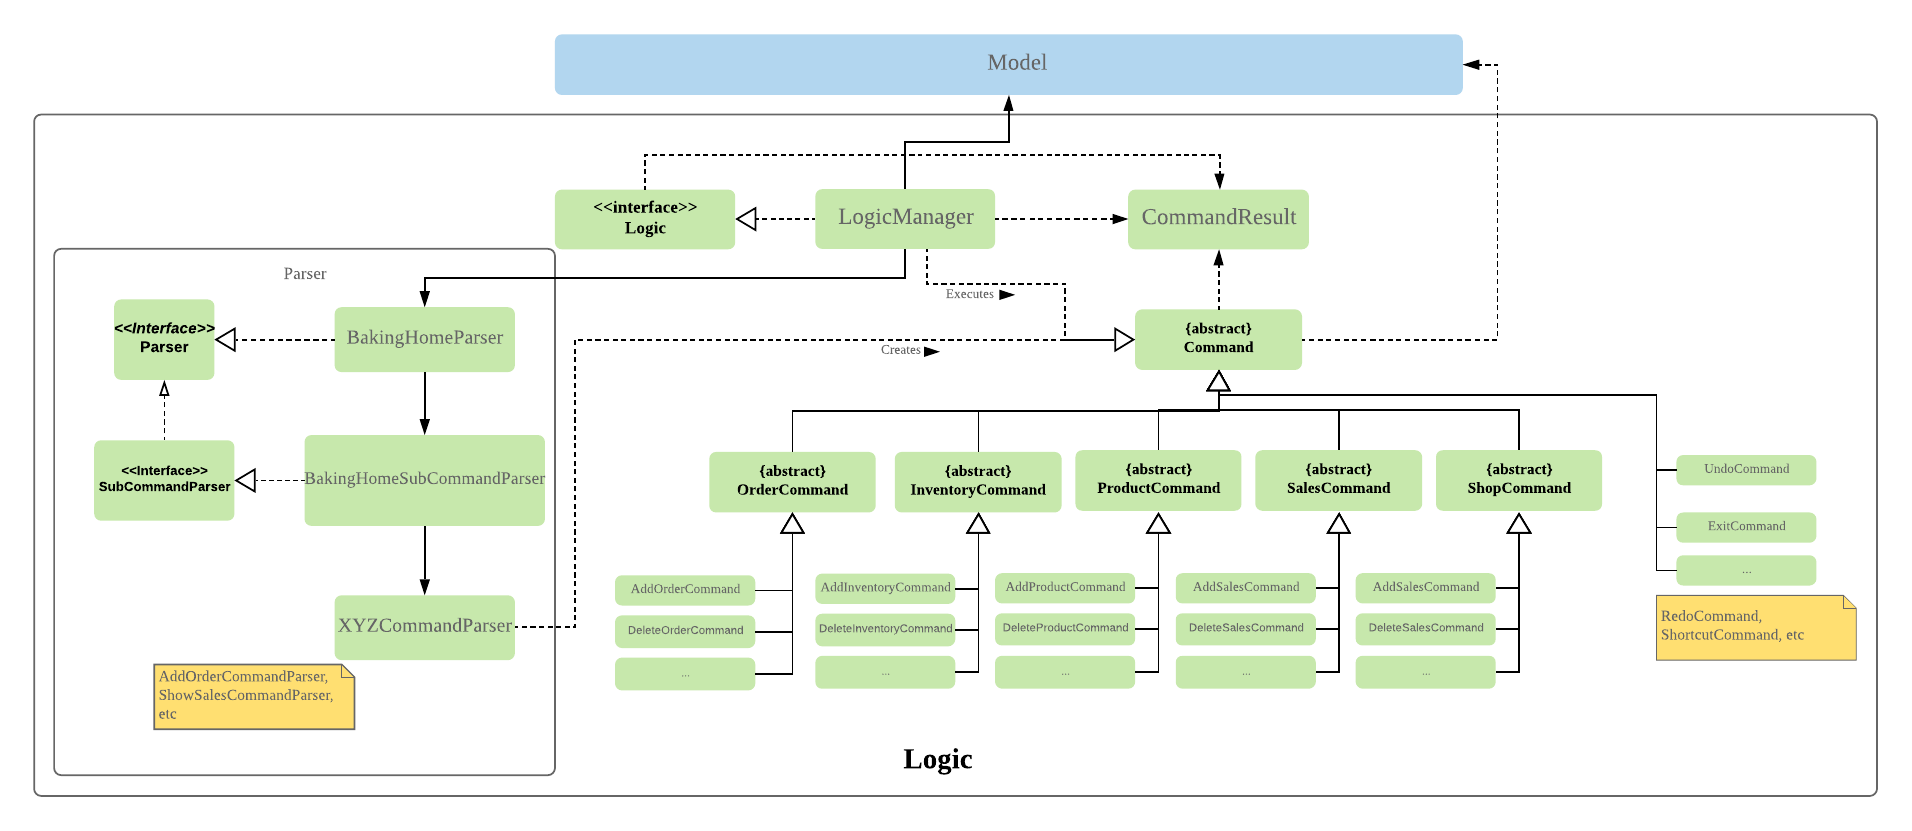 Model
<<interface>>
Logic
LogicManager
CommandResult
Parser
Executes
<<Interface>>
Parser
BakingHomeParser
{abstract}
Command
Creates
<<Interface>>
SubCommandParser
BakingHomeSubCommandParser
{abstract}
OrderCommand
{abstract}
InventoryCommand
{abstract}
ProductCommand
{abstract}
SalesCommand
{abstract}
ShopCommand
UndoCommand
ExitCommand
...
AddOrderCommand
AddInventoryCommand
AddProductCommand
AddSalesCommand
AddSalesCommand
DeleteOrderCommand
DeleteInventoryCommand
DeleteProductCommand
DeleteSalesCommand
DeleteSalesCommand
...
...
...
...
...
RedoCommand,
ShortcutCommand, etc
XYZCommandParser
AddOrderCommandParser,
ShowSalesCommandParser,
etc
Logic